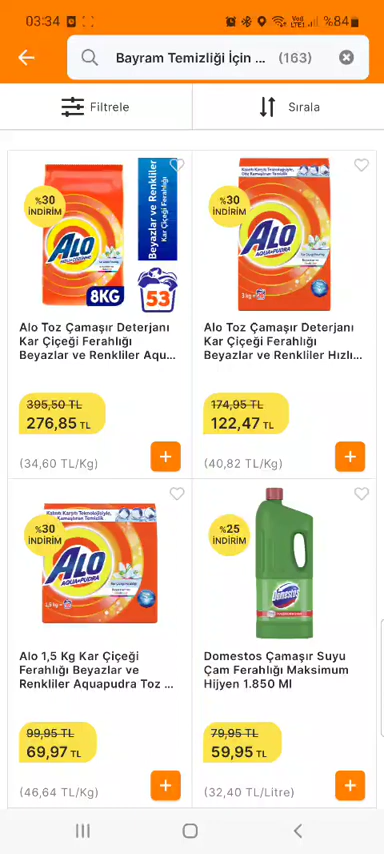 03:34
%84
Bayram Temizliği İçin ... (163)
Filtrele
Sırala
%30
İNDİRİM
Beyazlar ve Renkliler
Kar Çiçeği Ferahlığı
ALO
8KG
53
Alo Toz Çamaşır Deterjanı
Kar Çiçeği Ferahlığı
Beyazlar ve Renkliler Aqu...
395,50 TL
276,85 TL
(34,60 TL/Kg)
%30
İNDİRİM
ALO
AQUAPUDRA
3 kg
Alo Toz Çamaşır Deterjanı
Kar Çiçeği Ferahlığı
Beyazlar ve Renkliler Hızlı...
174,95 TL
122,47 TL
(40,82 TL/Kg)
%30
İNDİRİM
ALO
AQUAPUDRA
Alo 1,5 Kg Kar Çiçeği
Ferahlığı Beyazlar ve
Renkliler Aquapudra Toz ...
99,95 TL
69,97 TL
(46,64 TL/Kg)
%25
İNDİRİM
Domestos
Domestos Çamaşır Suyu
Çam Ferahlığı Maksimum
Hijyen 1.850 Ml
79,95 TL
59,95 TL
(32,40 TL/Litre)